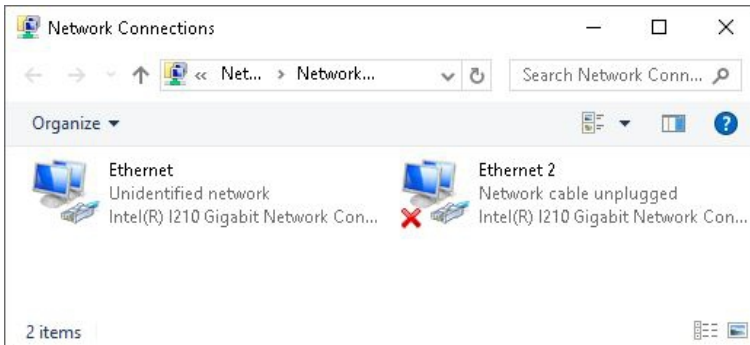 Network Connections
« Net... > Network...
Search Network Conn...
Organize
?
Ethernet
Unidentified network
Intel(R) I210 Gigabit Network Con...
Ethernet 2
Network cable unplugged
Intel(R) I210 Gigabit Network Con...
2 items